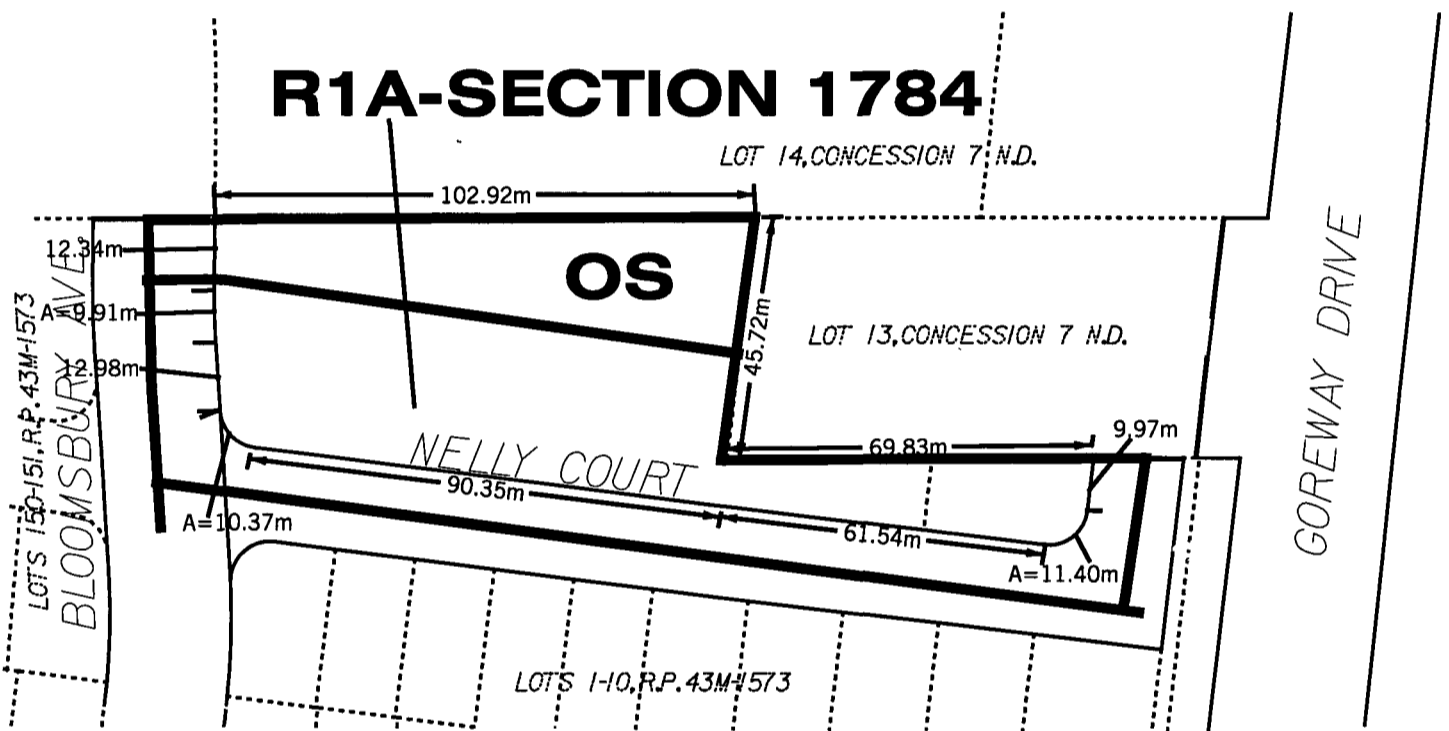 R1A-SECTION 1784
LOT 14,CONCESSION 7 N.D.
102.92m
12.34m
OS
A=9.91m
45.72m
LOT 13,CONCESSION 7 N.D.
12.98m
LOTS 150-151,R.P. 43M-1573
BLOOMSBURY AVE.
GOREWAY DRIVE
9.97m
69.83m
NELLY COURT
90.35m
A=10.37m
61.54m
A=11.40m
LOTS 1-10,R.P.43M-1573